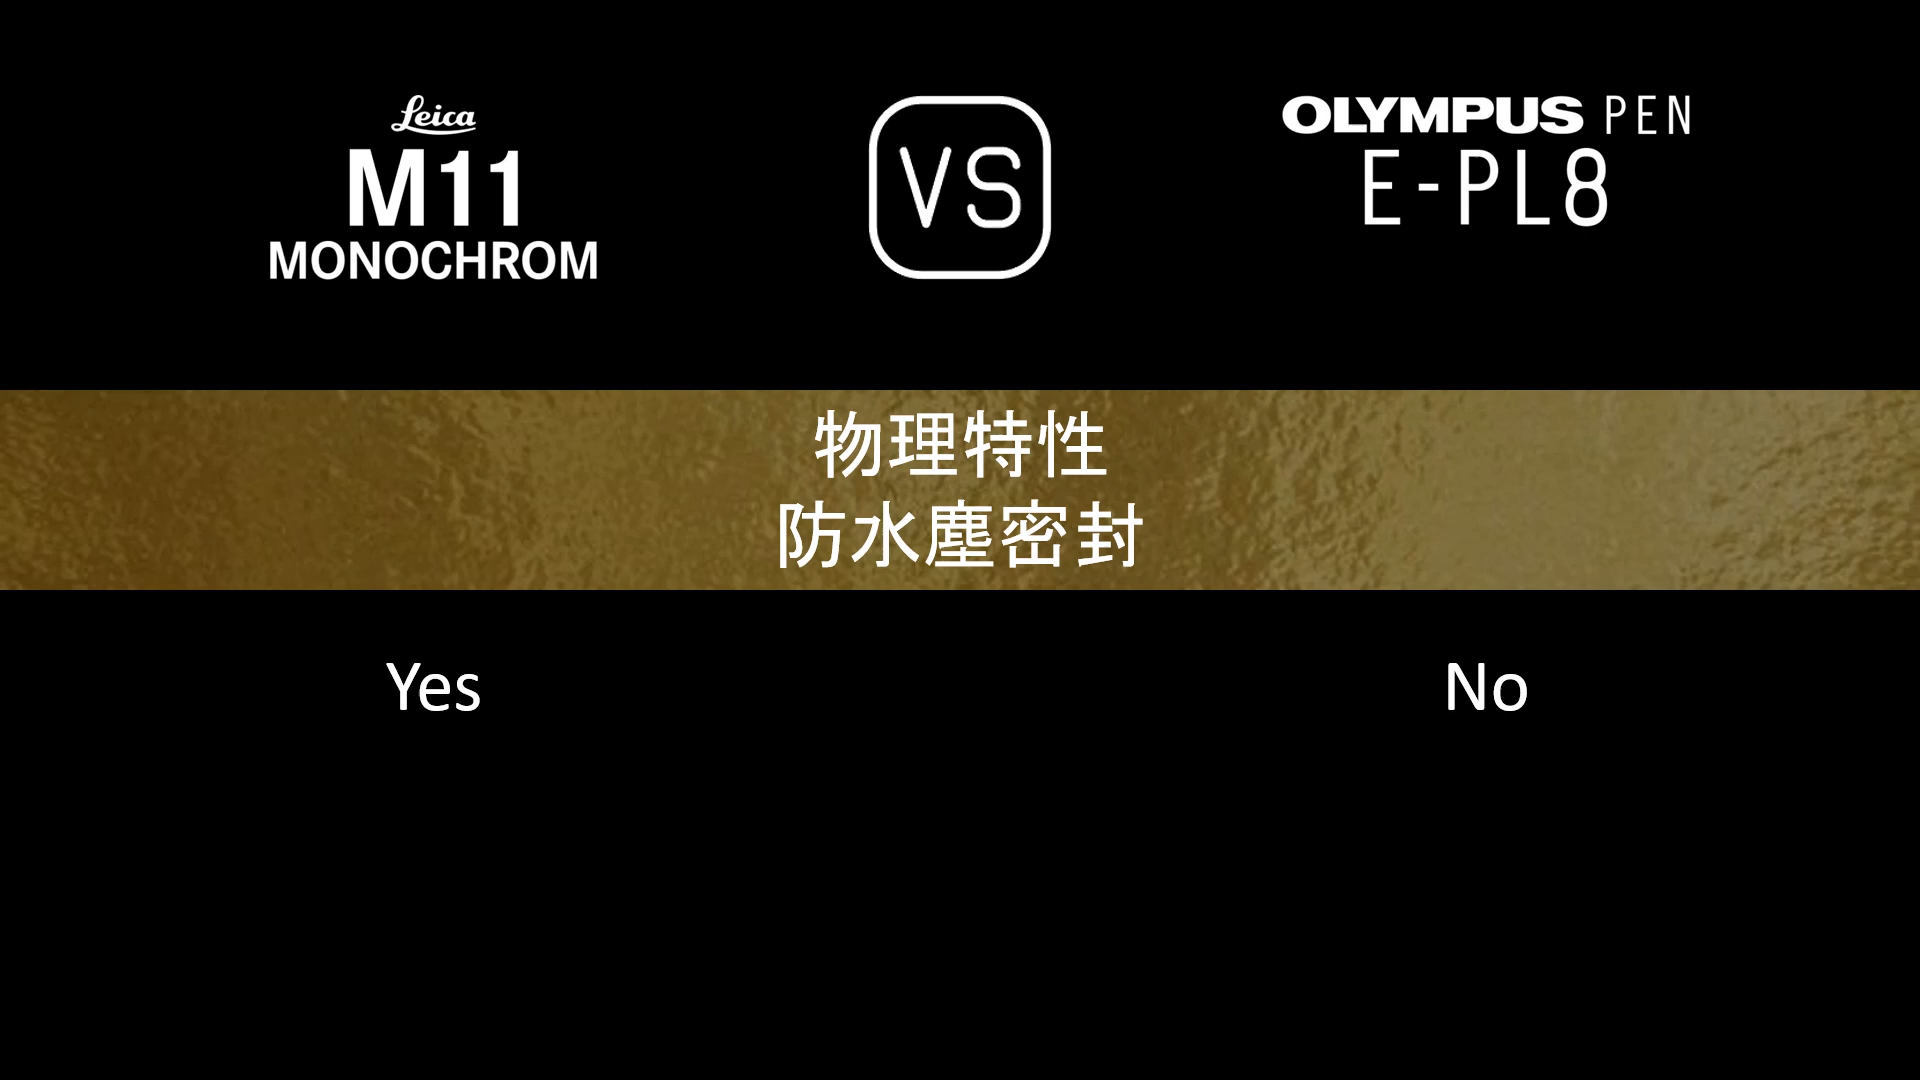 Leica
M11
MONOCHROM
VS
OLYMPUS PEN
E-PL8
物理特性
防水塵密封
Yes
No